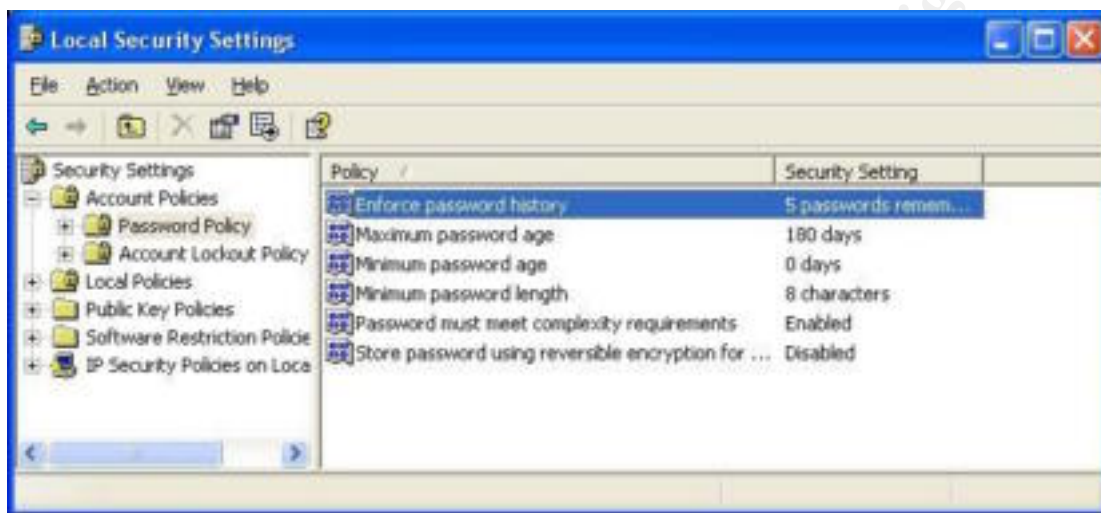 Local Security Settings
File Action View Help
Security Settings
Account Policies
Password Policy
Account Lockout Policy
Local Policies
Public Key Policies
Software Restriction Policie
IP Security Policies on Loca
Policy Security Setting
Enforce password history 5 passwords remem...
Maximum password age 180 days
Minimum password age 0 days
Minimum password length 8 characters
Password must meet complexity requirements Enabled
Store password using reversible encryption for ... Disabled